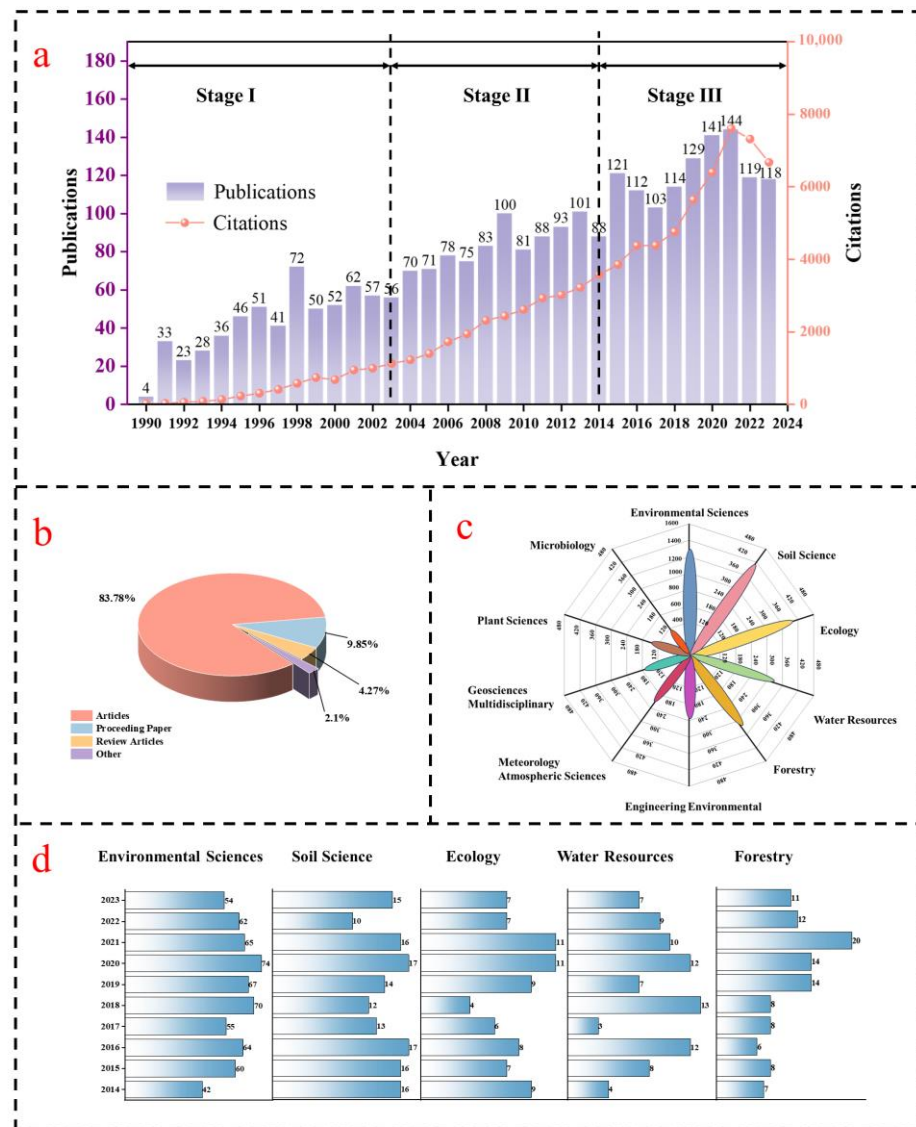 a
Publications
Citations
Year
180
160
140
120
100
80
60
40
20
0
10,000
8000
6000
4000
2000
0
Stage I
Stage II
Stage III
Publications
Citations
4
33
23
28
36
46
51
41
72
50
52
62
57
56
70
71
78
75
83
100
81
88
93
101
88
121
112
103
114
129
141
144
119
118
1990 1992 1994 1996 1998 2000 2002 2004 2006 2008 2010 2012 2014 2016 2018 2020 2022 2024
b
83.78%
9.85%
4.27%
2.1%
Articles
Proceeding Paper
Review Articles
Other
c
Environmental Sciences
Soil Science
Ecology
Water Resources
Forestry
Engineering Environmental
Meteorology
Atmospheric Sciences
Geosciences
Multidisciplinary
Plant Sciences
Microbiology
1600
1400
1200
1000
800
600
400
d
Environmental Sciences Soil Science Ecology Water Resources Forestry
2023 54 15 7 7 11
2022 62 10 7 9 12
2021 65 16 11 10 20
2020 74 17 11 12 14
2019 67 14 9 7 14
2018 70 12 4 13 8
2017 55 13 6 3 8
2016 64 17 8 12 6
2015 60 16 7 8 8
2014 42 16 9 4 7